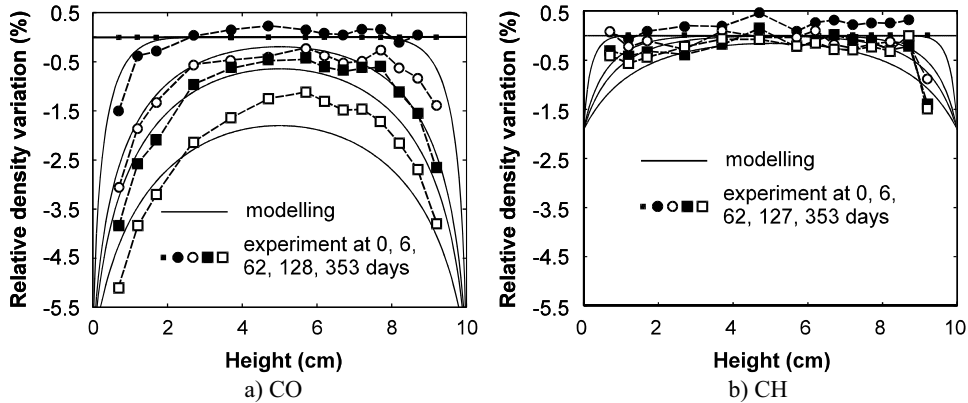 Relative density variation (%)
0.5
-0.5
-1.5
-2.5
-3.5
-4.5
-5.5
modelling
experiment at 0, 6,
62, 128, 353 days
0 2 4 6 8 10
Height (cm)
a) CO
Relative density variation (%)
0.5
-0.5
-1.5
-2.5
-3.5
-4.5
-5.5
modelling
experiment at 0, 6,
62, 127, 353 days
0 2 4 6 8 10
Height (cm)
b) CH